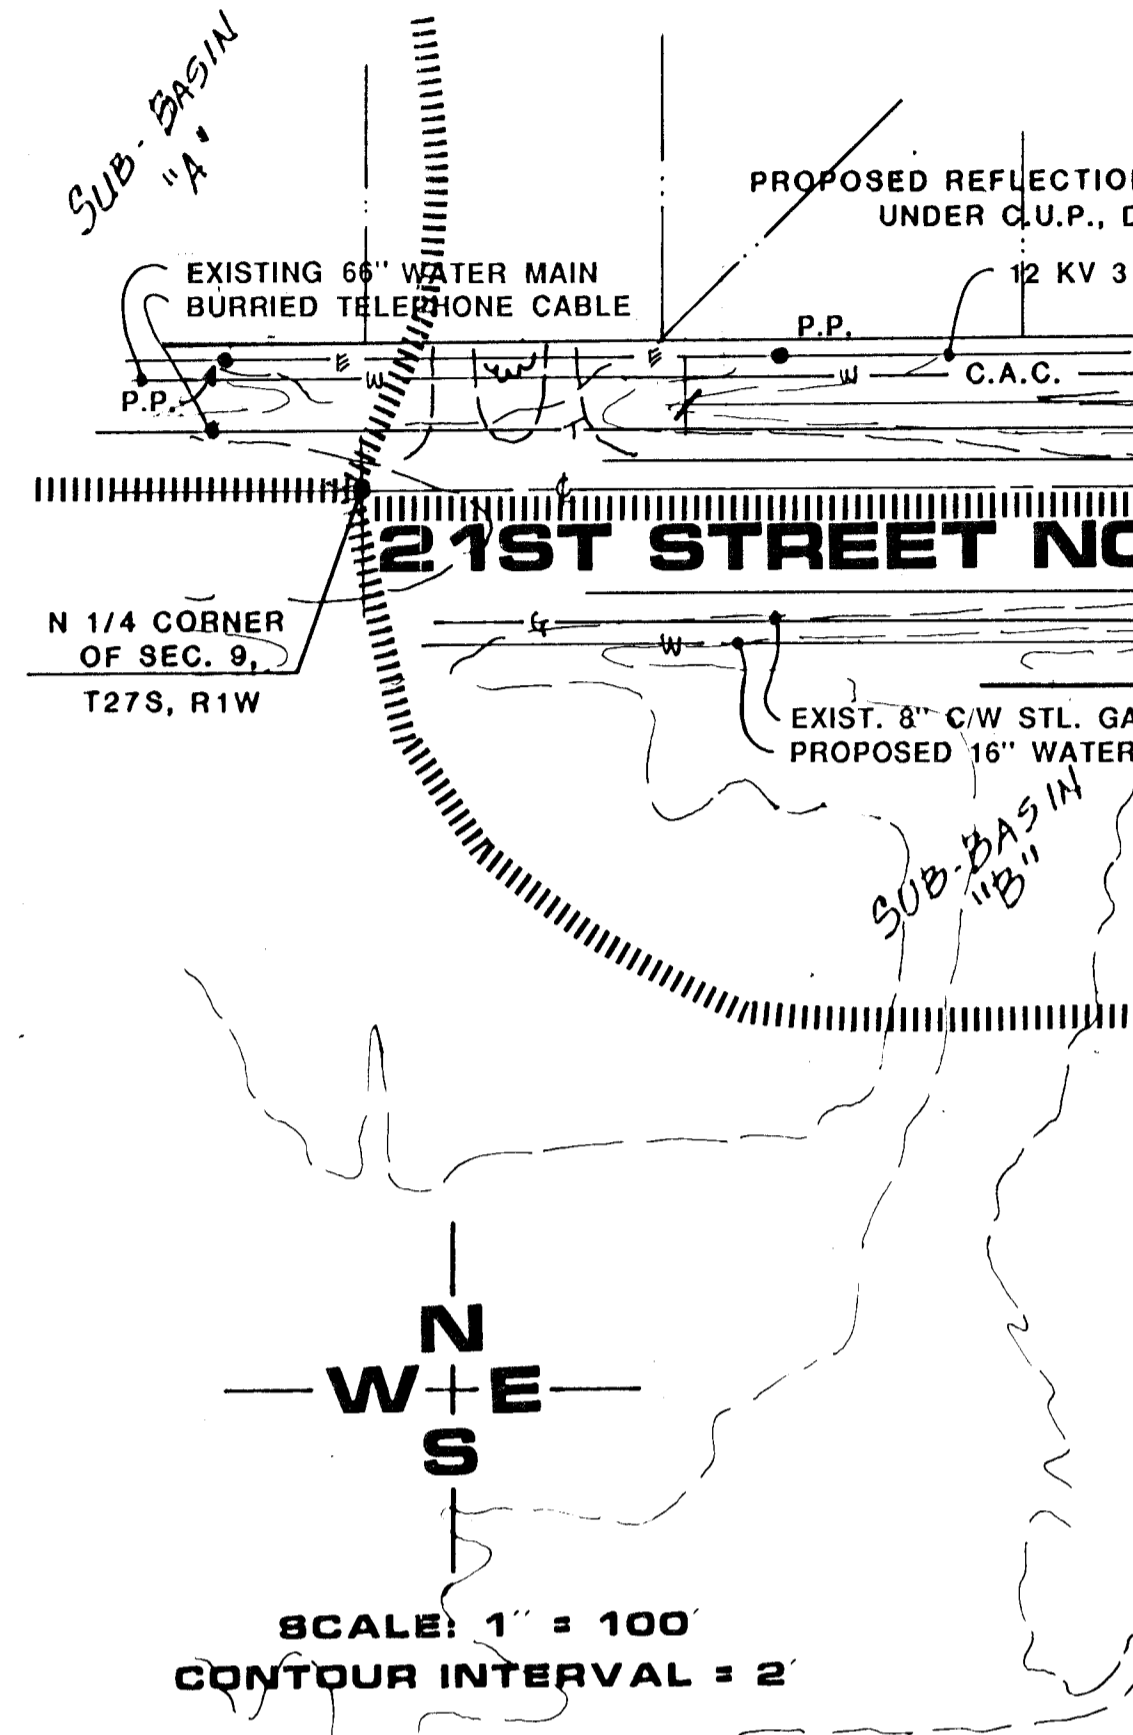 SUB-BASIN
"A"
PROPOSED REFLECTIO
UNDER C.U.P., D
EXISTING 66" WATER MAIN
BURRIED TELEPHONE CABLE
12 KV 3
P.P.
E
E
W
W
C.A.C.
P.P.
T
21ST STREET NO
N 1/4 CORNER
OF SEC. 9,
T27S, R1W
G
W
EXIST. 8" C/W STL. GA
PROPOSED 16" WATER
SUB-BASIN
"B"
N
W E
S
SCALE: 1" = 100'
CONTOUR INTERVAL = 2'